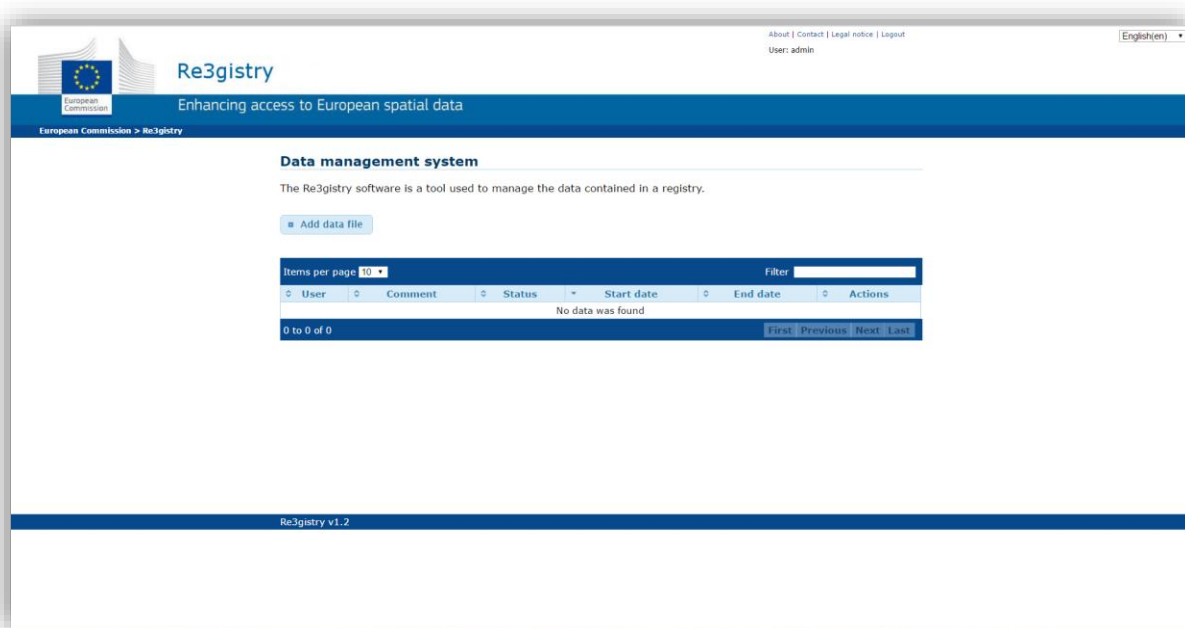 About | Contact | Legal notice | Logout
English(en)
User: admin
Re3gistry
European
Commission
Enhancing access to European spatial data
European Commission > Re3gistry
Data management system
The Re3gistry software is a tool used to manage the data contained in a registry.
Add data file
Items per page 10 Filter
User Comment Status Start date End date Actions
No data was found
0 to 0 of 0 First Previous Next Last
Re3gistry v1.2